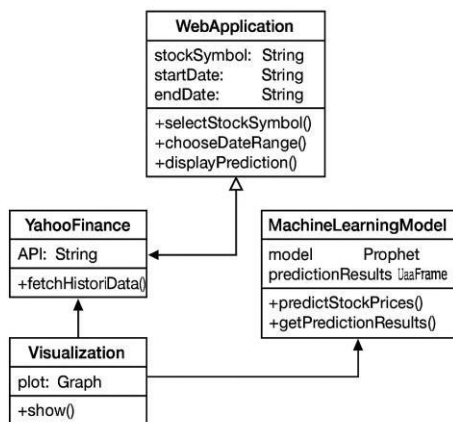 WebApplication
stockSymbol: String
startDate: String
endDate: String
+selectStockSymbol()
+chooseDateRange()
+displayPrediction()
YahooFinance
API: String
+fetchHistoriData()
MachineLearningModel
model Prophet
predictionResults UaaFrame
+predictStockPrices()
+getPredictionResults()
Visualization
plot: Graph
+show()